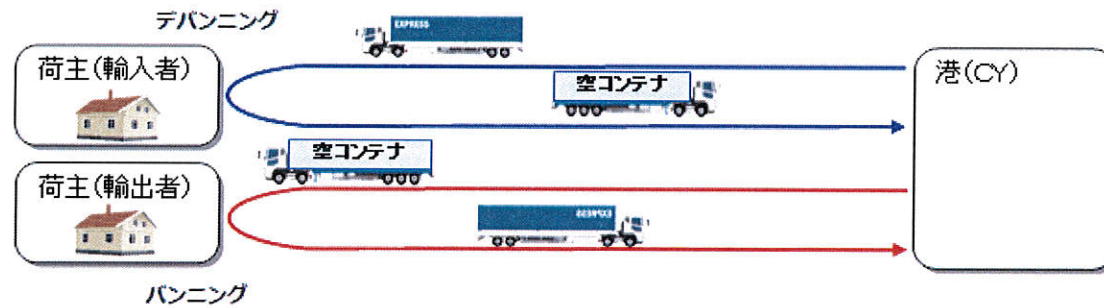 デバンニング
EXPRESS
荷主(輸入者)
港(CY)
空コンテナ
空コンテナ
荷主(輸出者)
EXPRESS
バンニング